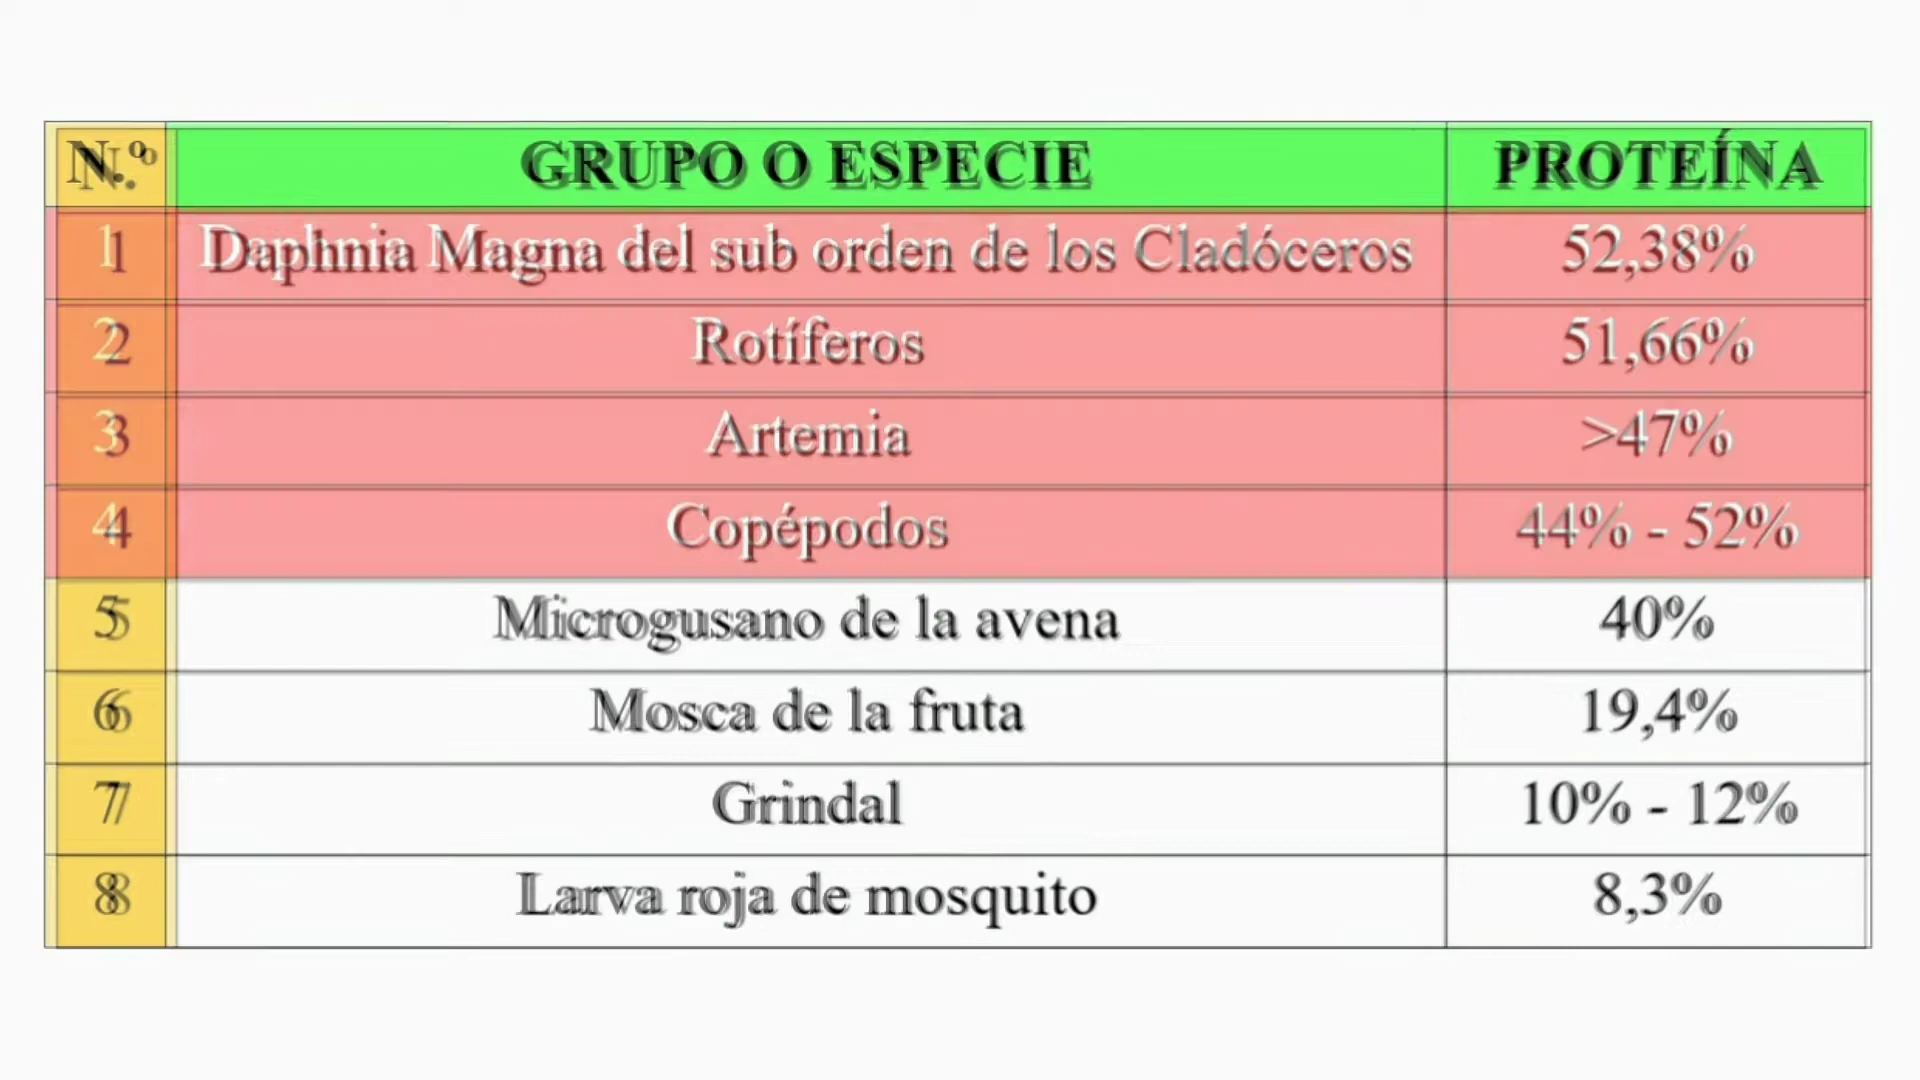 N.º GRUPO O ESPECIE PROTEÍNA
1 Daphnia Magna del sub orden de los Cladóceros 52,38%
2 Rotíferos 51,66%
3 Artemia >47%
4 Copépodos 44% - 52%
5 Microgusano de la avena 40%
6 Mosca de la fruta 19,4%
7 Grindal 10% - 12%
8 Larva roja de mosquito 8,3%